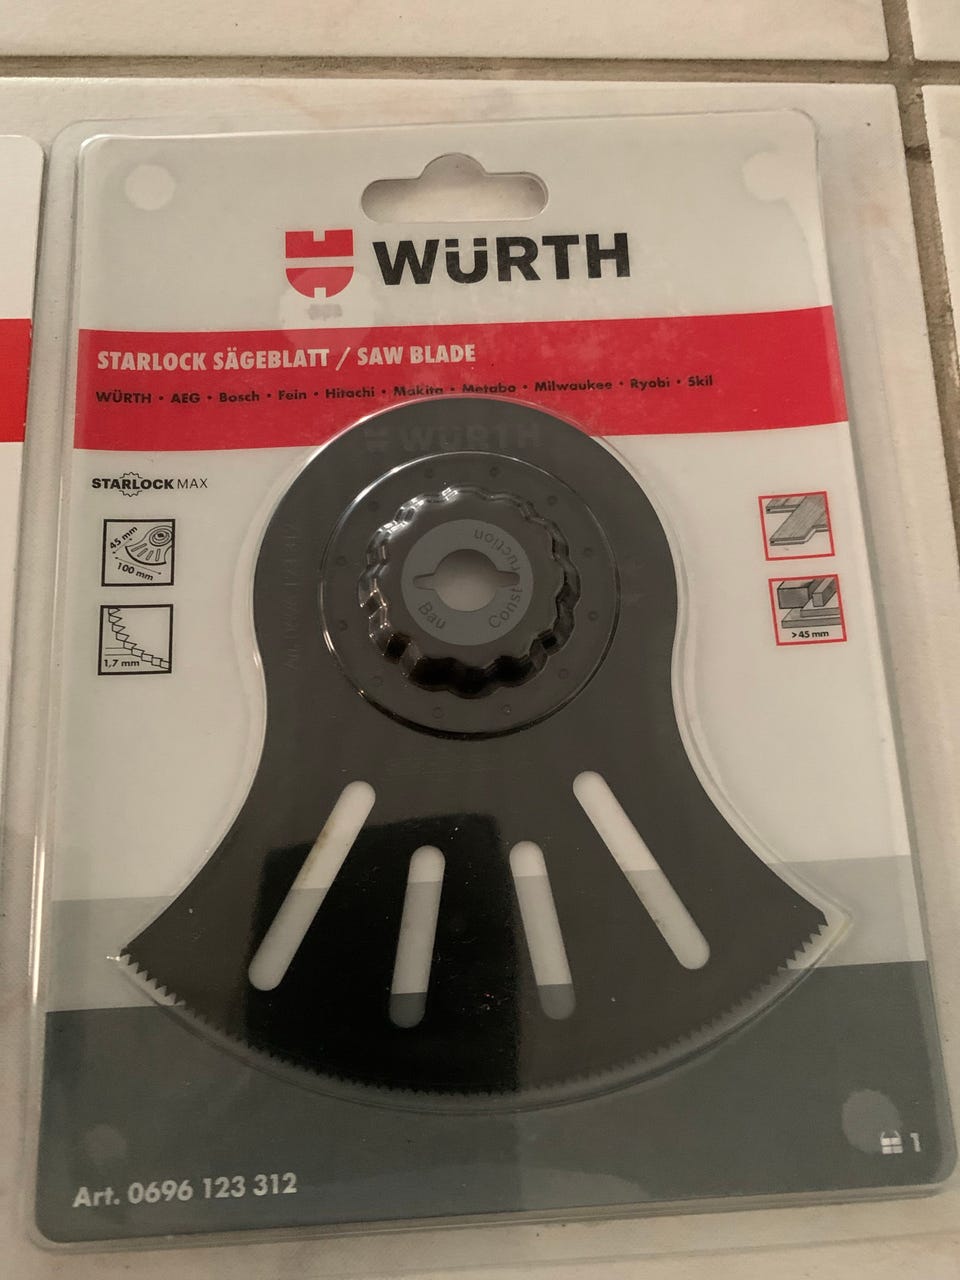 WÜRTH
STARLOCK SÄGEBLATT / SAW BLADE
WÜRTH • AEG • Bosch • Fein • Hitachi • Makita • Metabo • Milwaukee • Ryobi • Skil
WÜRTH
STARLOCK MAX
45 mm
100 mm
1,7 mm
>45 mm
Bau
Construction
Art. 0696 123 312
1